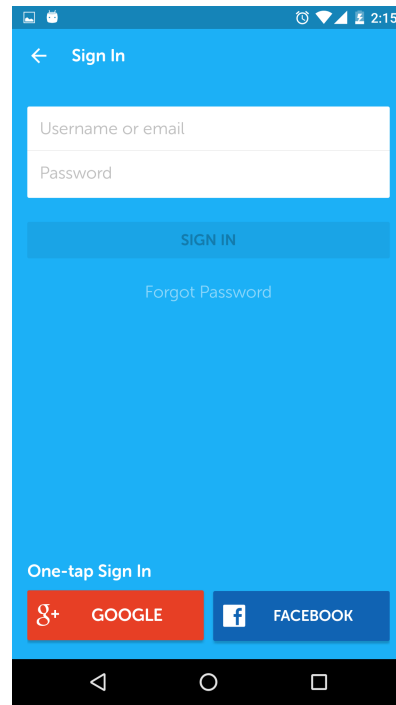 2:15
Sign In
Username or email
Password
SIGN IN
Forgot Password
One-tap Sign In
g+ GOOGLE
f FACEBOOK